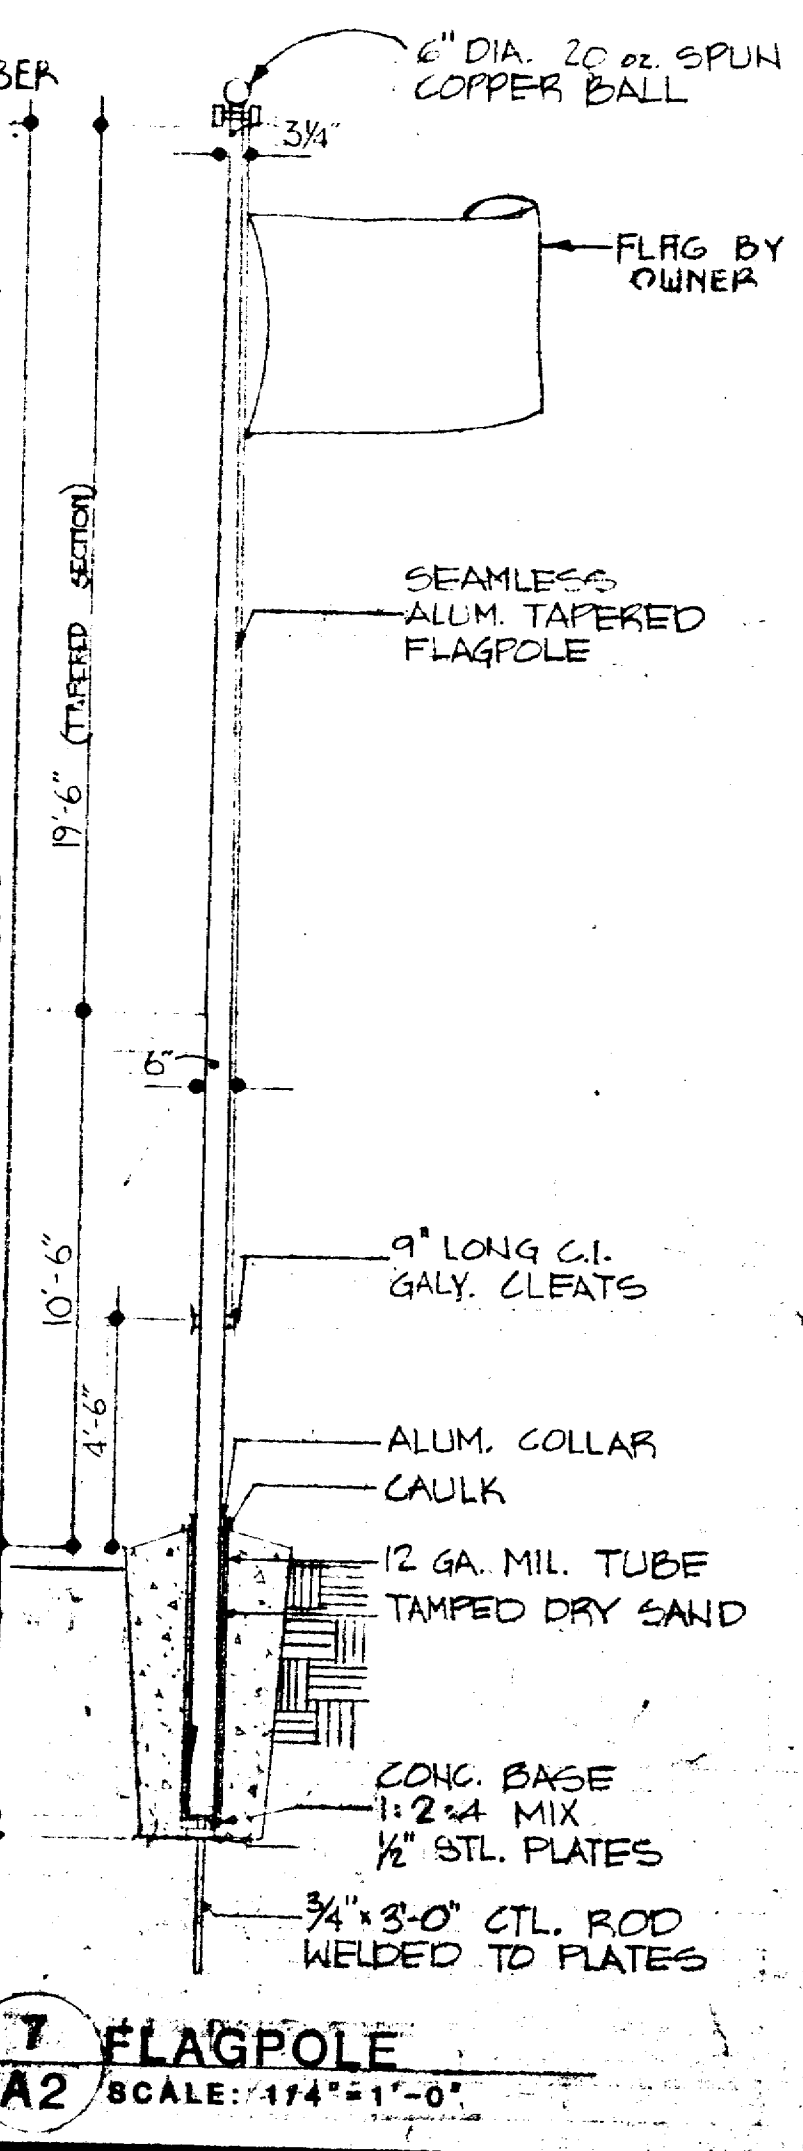 BER
6" DIA. 20 oz. SPUN
COPPER BALL
3¼"
FLAG BY
OWNER
19'-6" (TAPERED SECTION)
SEAMLESS
ALUM. TAPERED
FLAGPOLE
6"
10'-6"
9" LONG C.I.
GALV. CLEATS
4'-6"
ALUM. COLLAR
CAULK
12 GA. MIL. TUBE
TAMPED DRY SAND
CONC. BASE
1:2:4 MIX
½" STL. PLATES
¾" x 3'-0" CTL. ROD
WELDED TO PLATES
7
A2
FLAGPOLE
SCALE: 1/4" = 1'-0"